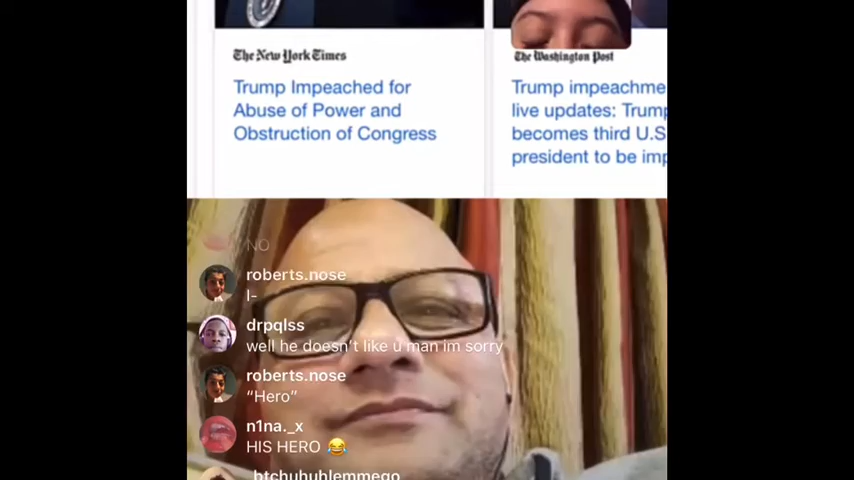 The New York Times
Trump Impeached for
Abuse of Power and
Obstruction of Congress
The Washington Post
Trump impeachme
live updates: Trump
becomes third U.S
president to be imp
NO
roberts.nose
I-
drpqlss
well he doesn't like u man im sorry
roberts.nose
"Hero"
n1na._x
HIS HERO 😂
_btchuhuhlemmego